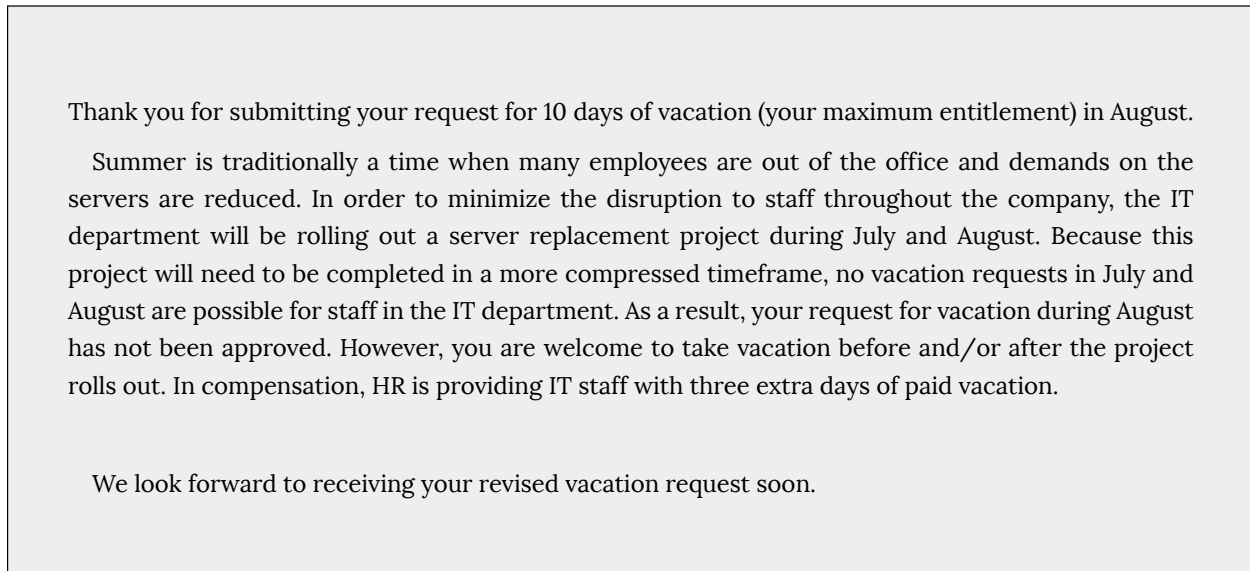 Thank you for submitting your request for 10 days of vacation (your maximum entitlement) in August.
Summer is traditionally a time when many employees are out of the office and demands on the
servers are reduced. In order to minimize the disruption to staff throughout the company, the IT
department will be rolling out a server replacement project during July and August. Because this
project will need to be completed in a more compressed timeframe, no vacation requests in July and
August are possible for staff in the IT department. As a result, your request for vacation during August
has not been approved. However, you are welcome to take vacation before and/or after the project
rolls out. In compensation, HR is providing IT staff with three extra days of paid vacation.
We look forward to receiving your revised vacation request soon.